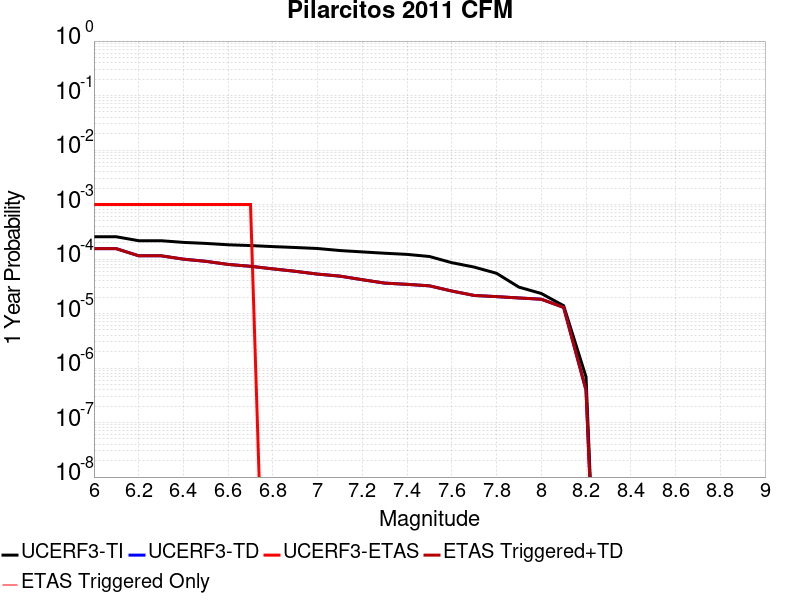 Pilarcitos 2011 CFM
10^0
10^-1
10^-2
10^-3
10^-4
10^-5
10^-6
10^-7
10^-8
1 Year Probability
6 6.2 6.4 6.6 6.8 7 7.2 7.4 7.6 7.8 8 8.2 8.4 8.6 8.8 9
Magnitude
UCERF3-TI UCERF3-TD UCERF3-ETAS ETAS Triggered+TD
ETAS Triggered Only